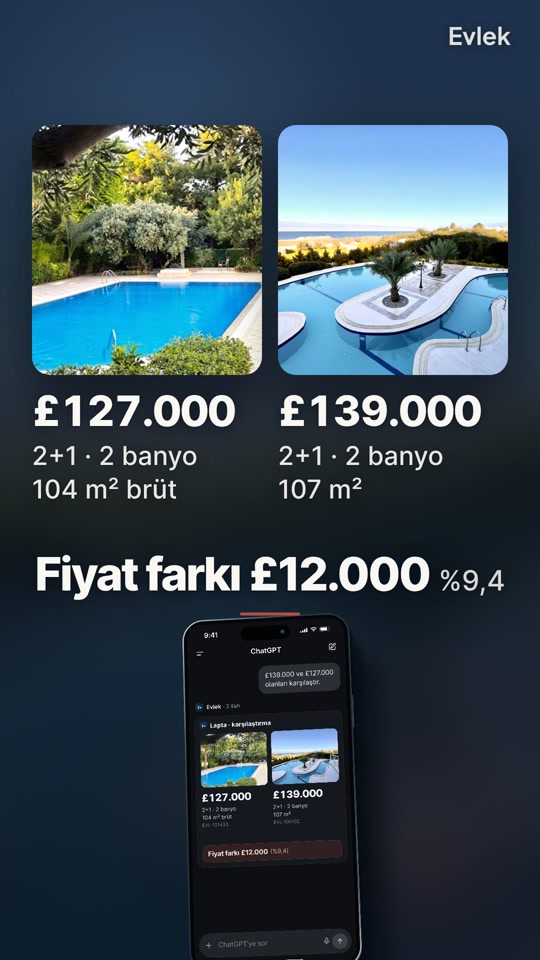 Evlek
£127.000
2+1 · 2 banyo
104 m² brüt
£139.000
2+1 · 2 banyo
107 m²
Fiyat farkı £12.000 %9,4
9:41
ChatGPT
£139.000 ve £127.000
olanları karşılaştır.
Evlek · 2 ilan
Lapta · karşılaştırma
£127.000
2+1 · 2 banyo
104 m² brüt
£139.000
2+1 · 2 banyo
107 m²
Fiyat farkı £12.000 (%9,4)
ChatGPT'ye sor